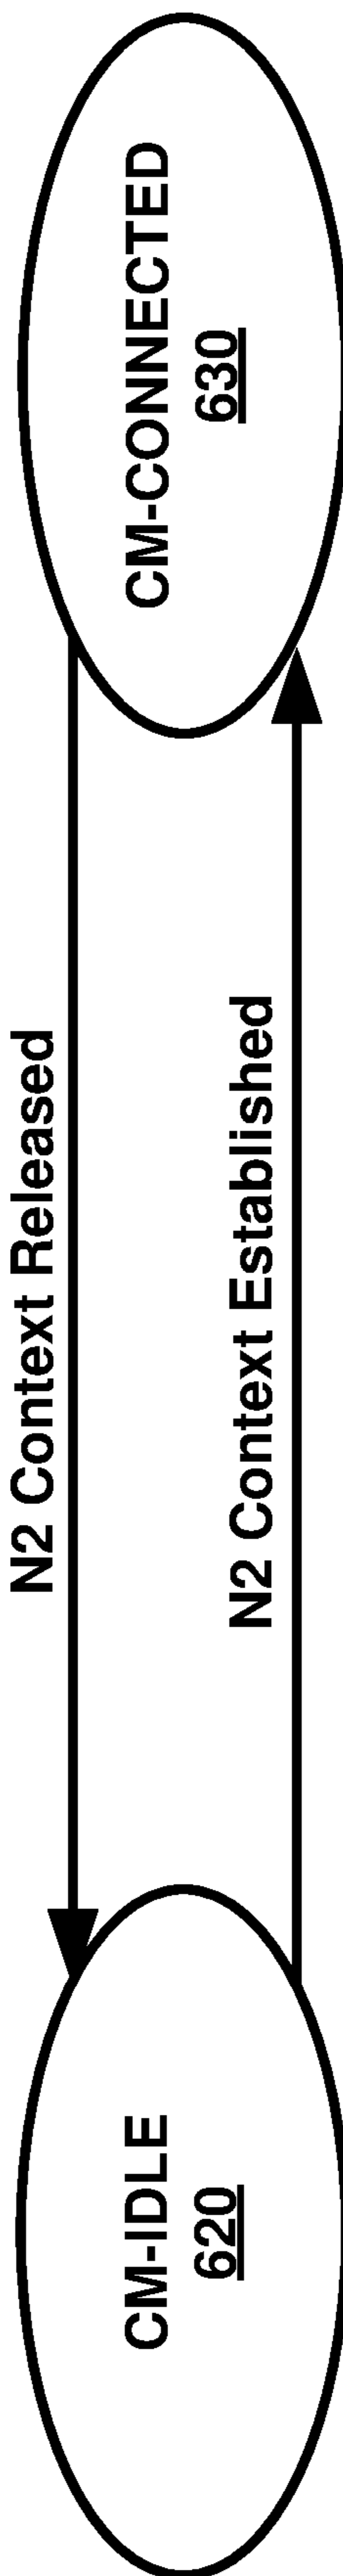 N2 Context Released
CM-IDLE
620
CM-CONNECTED
630
N2 Context Established